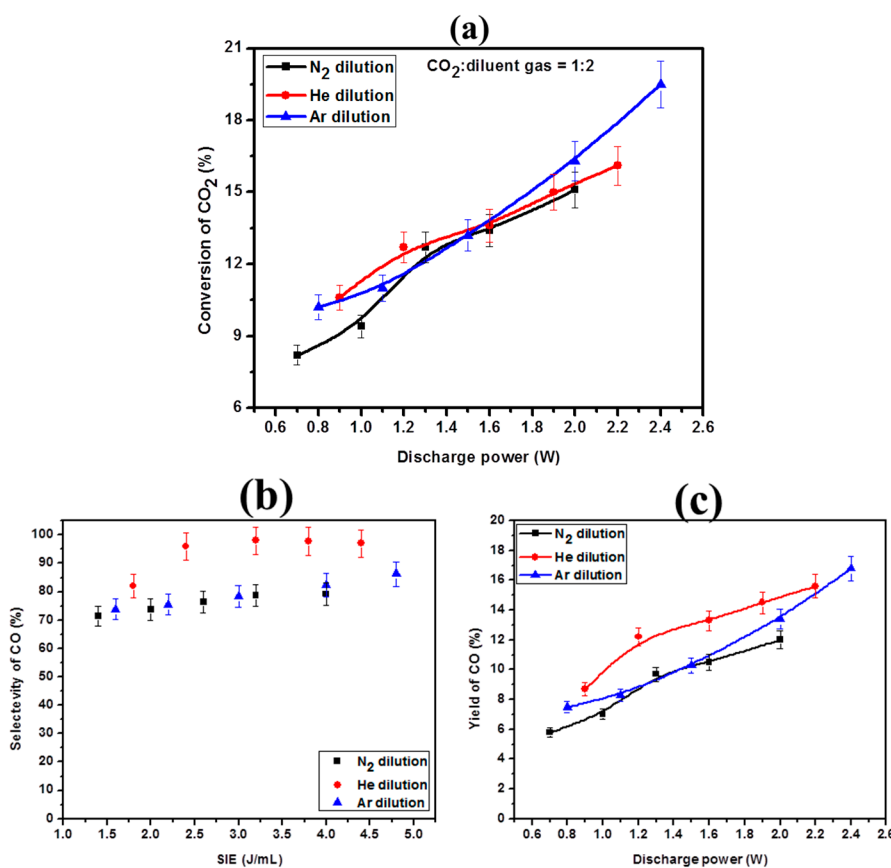 (a)
21
18
15
12
9
6
Conversion of CO2 (%)
N2 dilution
He dilution
Ar dilution
CO2:diluent gas = 1:2
0.6 0.8 1.0 1.2 1.4 1.6 1.8 2.0 2.2 2.4 2.6
Discharge power (W)
(b)
100
90
80
70
60
50
40
30
20
10
0
Selectevity of CO (%)
N2 dilution
He dilution
Ar dilution
1.0 1.5 2.0 2.5 3.0 3.5 4.0 4.5 5.0
SIE (J/mL)
(c)
20
18
16
14
12
10
8
6
4
2
0
Yield of CO (%)
N2 dilution
He dilution
Ar dilution
0.6 0.8 1.0 1.2 1.4 1.6 1.8 2.0 2.2 2.4 2.6
Discharge power (W)